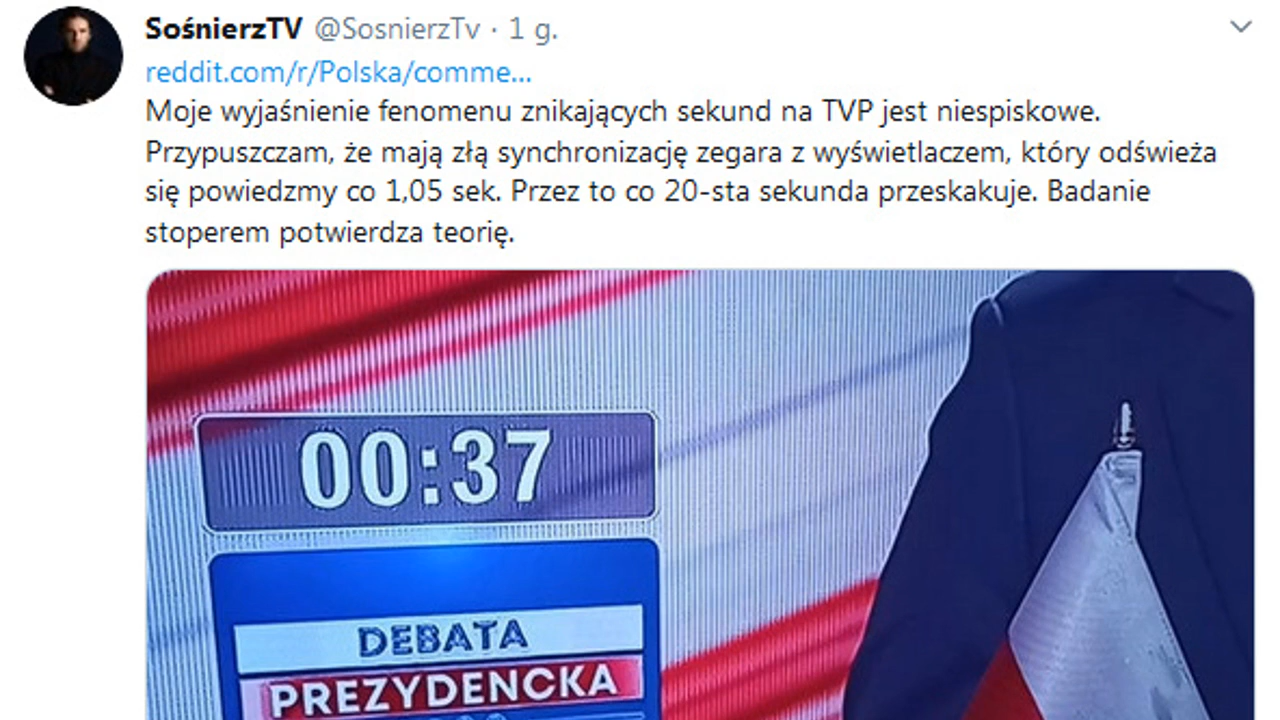 SośnierzTV @SosnierzTv · 1 g.
reddit.com/r/Polska/comme...
Moje wyjaśnienie fenomenu znikających sekund na TVP jest niespiskowe.
Przypuszczam, że mają złą synchronizację zegara z wyświetlaczem, który odświeża
się powiedzmy co 1,05 sek. Przez to co 20-sta sekunda przeskakuje. Badanie
stoperem potwierdza teorię.
00:37
DEBATA
PREZYDENCKA